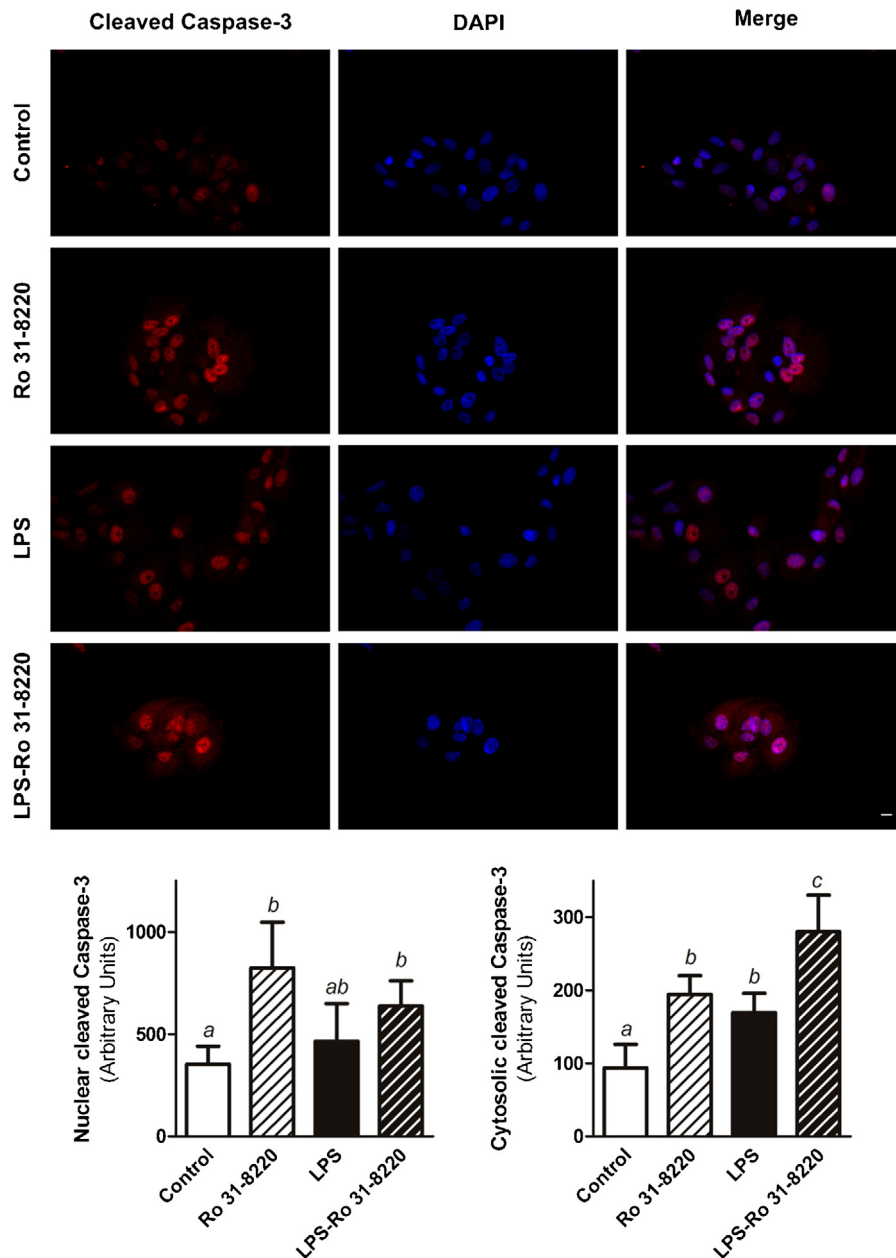 Cleaved Caspase-3
DAPI
Merge
Control
Ro 31-8220
LPS
LPS-Ro 31-8220
Nuclear cleaved Caspase-3
(Arbitrary Units)
1000
500
0
a
b
ab
b
Control
Ro 31-8220
LPS
LPS-Ro 31-8220
Cytosolic cleaved Caspase-3
(Arbitrary Units)
300
200
100
0
a
b
b
c
Control
Ro 31-8220
LPS
LPS-Ro 31-8220